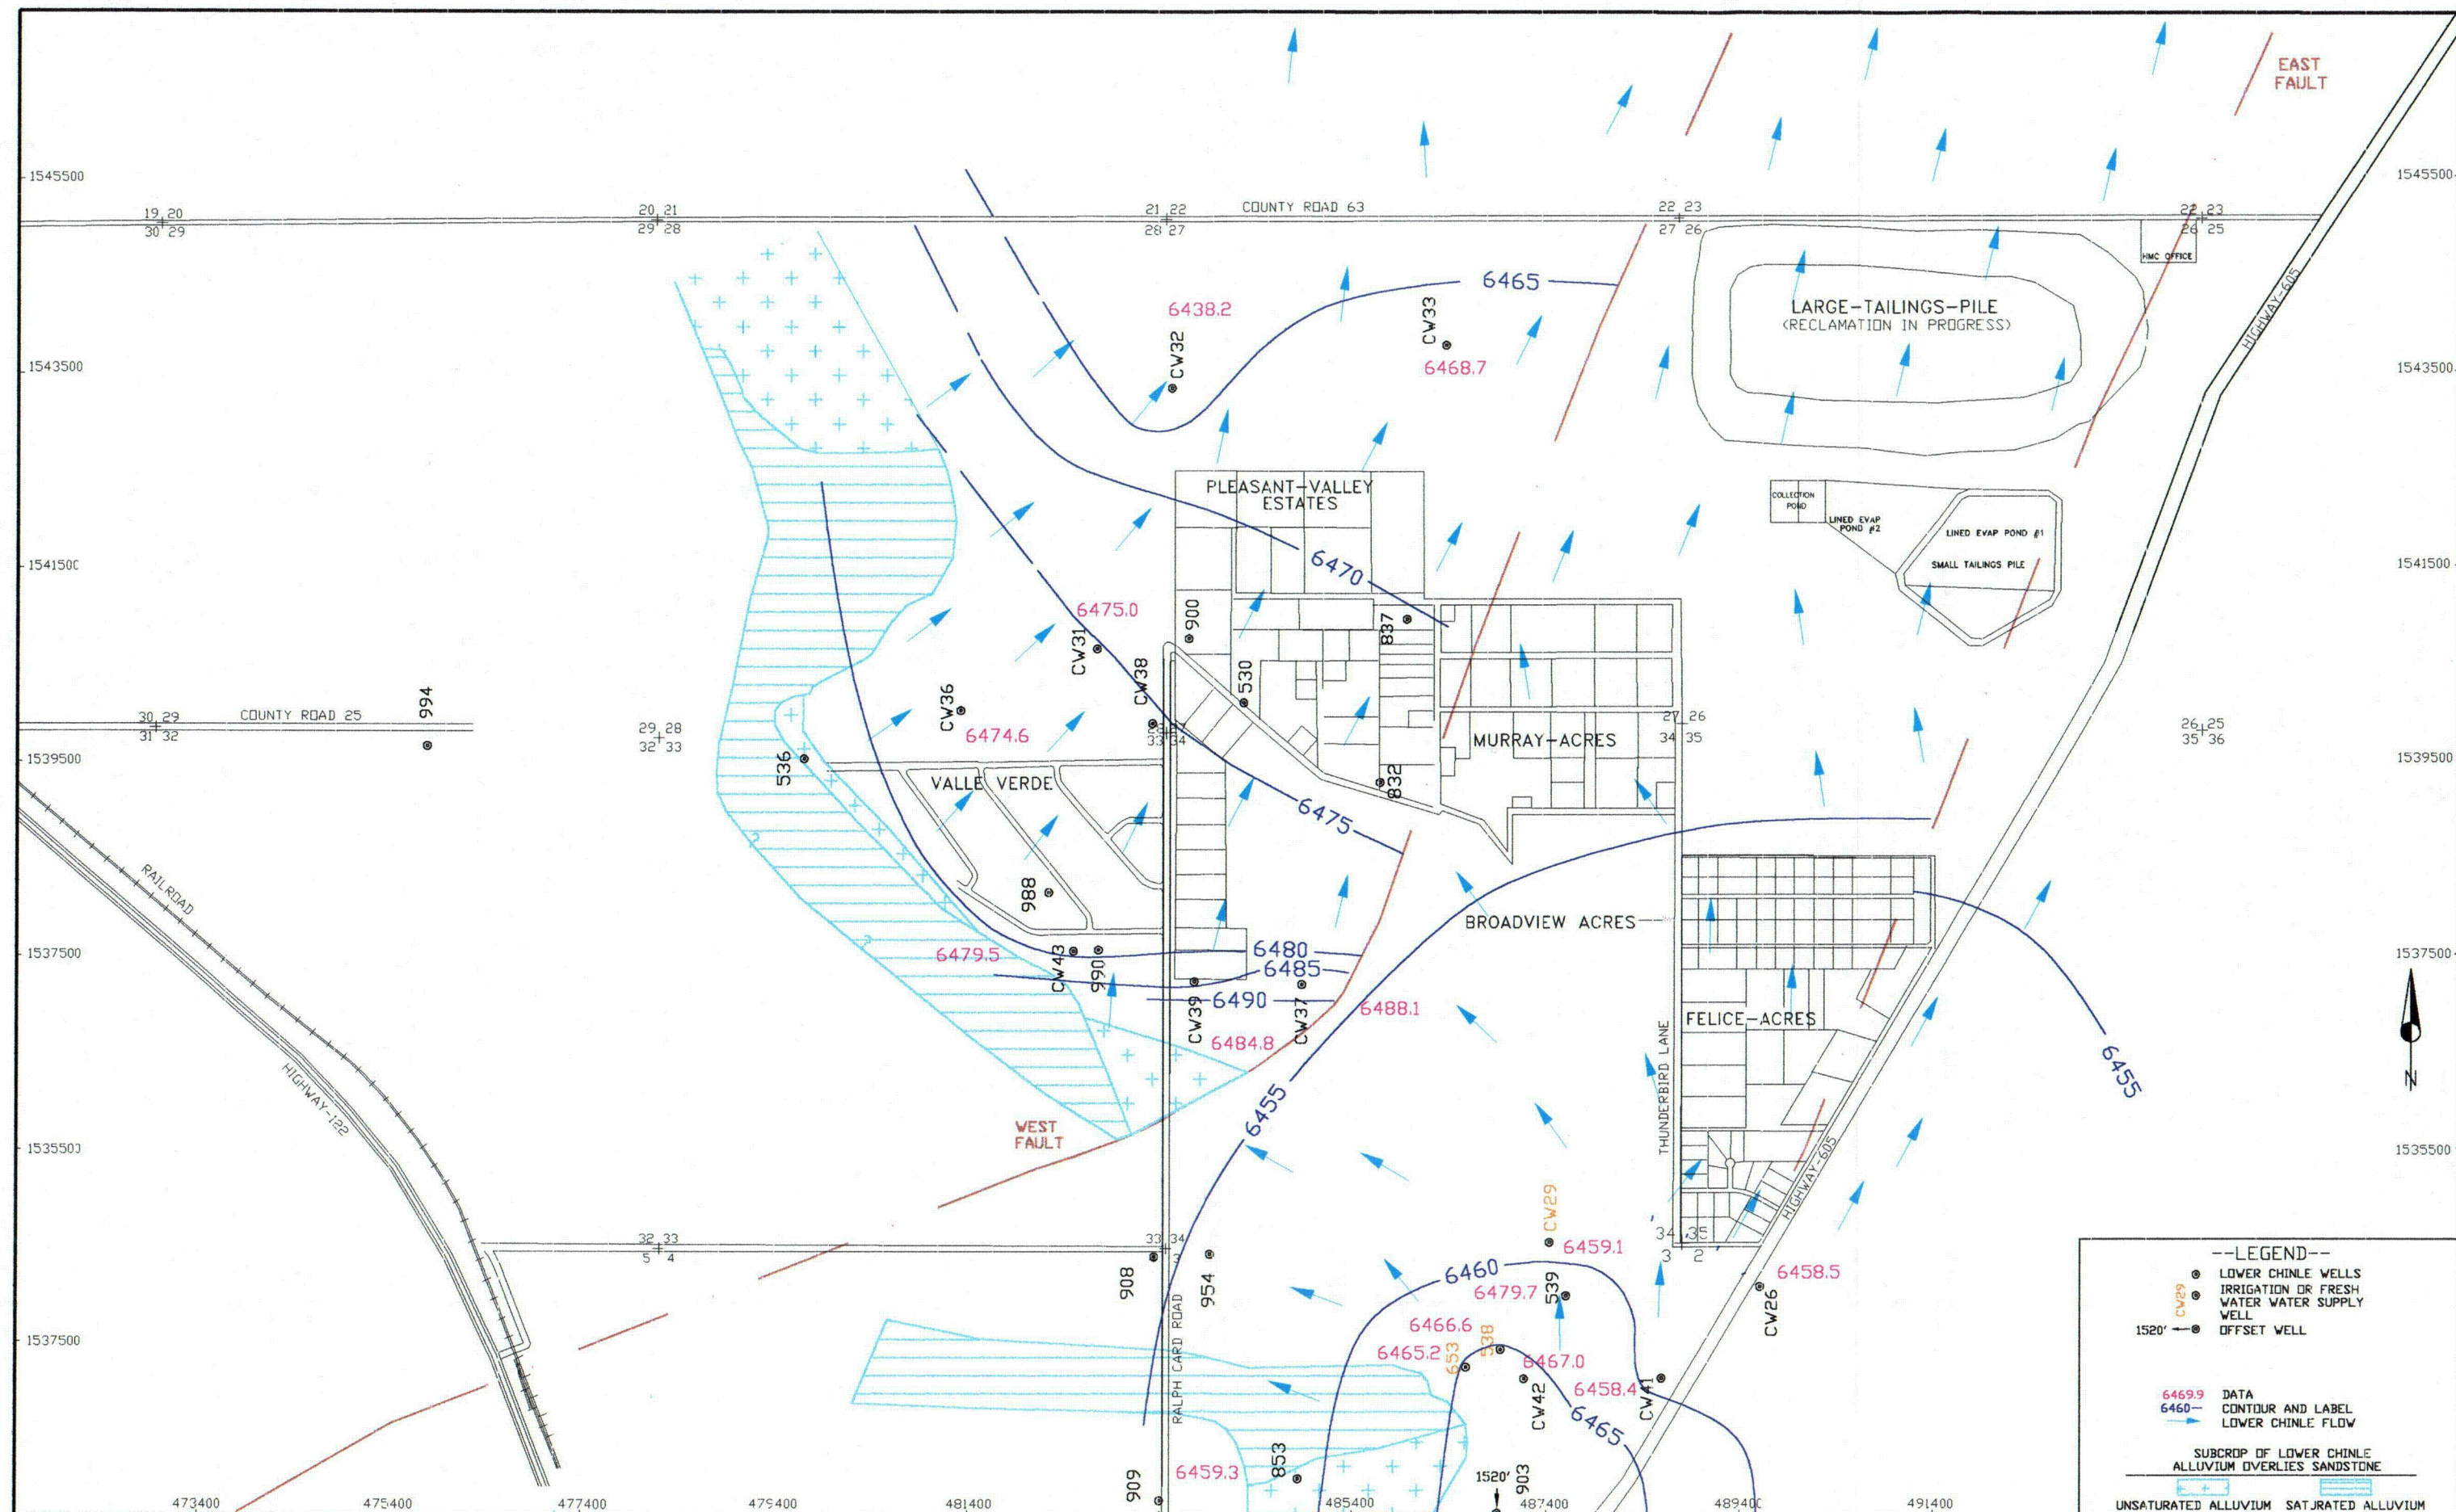 EAST
FAULT
1545500
1545500
19 20
30 29
20 21
29 28
21 22
28 27
COUNTY ROAD 63
22 23
27 26
22 23
26 25
HMC OFFICE
HIGHWAY-605
6438.2
CW32
6465
CW33
6468.7
LARGE-TAILINGS-PILE
(RECLAMATION IN PROGRESS)
1543500
1543500
PLEASANT-VALLEY
ESTATES
COLLECTION
POND
LINED EVAP
POND #2
LINED EVAP POND #1
SMALL TAILINGS PILE
1541500
1541500
6470
6475.0
CW31
900
837
530
CW38
CW36
6474.6
994
30 29
31 32
COUNTY ROAD 25
29 28
32 33
33 34
27 26
34 35
26 25
35 36
MURRAY-ACRES
1539500
1539500
536
VALLE VERDE
832
6475
RAILROAD
988
BROADVIEW ACRES
1537500
1537500
6479.5
CW43
990
6480
6485
6490
CW39
CW37
6488.1
6484.8
FELICE-ACRES
THUNDERBIRD LANE
6455
6455
HIGHWAY-122
WEST
FAULT
1535500
1535500
HIGHWAY-605
CW29
6459.1
32 33
5 4
33 34
3
34 35
3 2
908
954
RALPH CARD ROAD
6460
6479.7
539
6458.5
CW26
6466.6
6465.2
653
538
6467.0
CW42
6458.4
CW41
6465
1537500
909
6459.3
853
1520'
903
473400
475400
477400
479400
481400
485400
487400
489400
491400
N
--LEGEND--
LOWER CHINLE WELLS
CW29
IRRIGATION OR FRESH
WATER WATER SUPPLY
WELL
1520'
OFFSET WELL
6469.9 DATA
6460- CONTOUR AND LABEL
LOWER CHINLE FLOW
SUBCROP OF LOWER CHINLE
ALLUVIUM OVERLIES SANDSTONE
UNSATURATED ALLUVIUM SATURATED ALLUVIUM